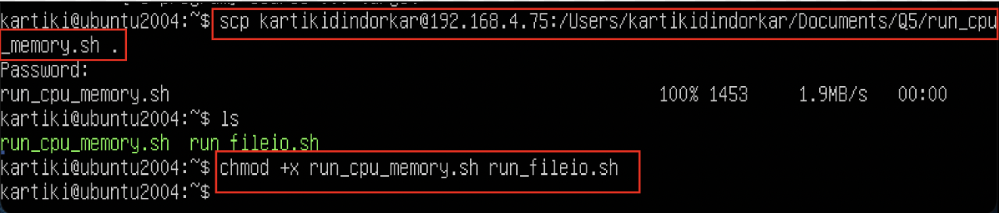 kartiki@ubuntu2004:~$ scp kartikidindorkar@192.168.4.75:/Users/kartikidindorkar/Documents/Q5/run_cpu
_memory.sh .
Password:
run_cpu_memory.sh 100% 1453 1.9MB/s 00:00
kartiki@ubuntu2004:~$ ls
run_cpu_memory.sh run_fileio.sh
kartiki@ubuntu2004:~$ chmod +x run_cpu_memory.sh run_fileio.sh
kartiki@ubuntu2004:~$